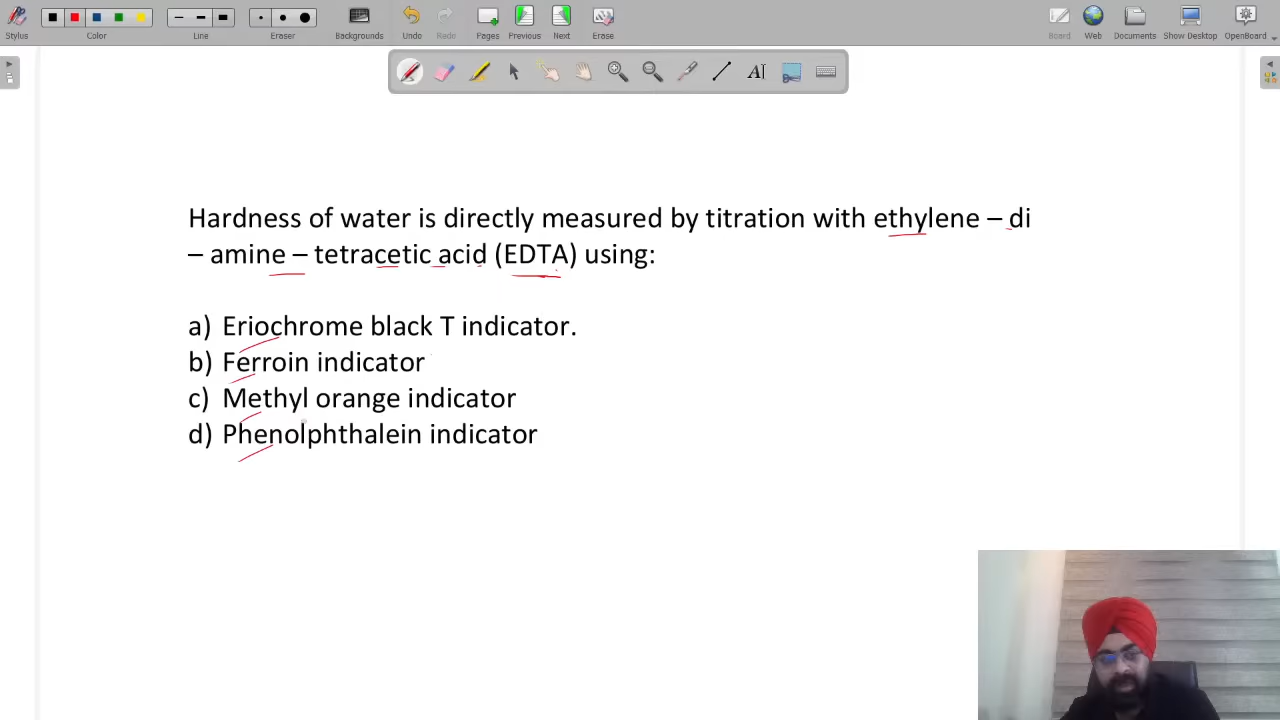 Stylus
Color
Line
Eraser
Backgrounds
Undo
Redo
Pages
Previous
Next
Erase
Board
Web
Documents
Show Desktop
OpenBoard
A
Hardness of water is directly measured by titration with ethylene – di
– amine – tetracetic acid (EDTA) using:
a) Eriochrome black T indicator.
b) Ferroin indicator
c) Methyl orange indicator
d) Phenolphthalein indicator